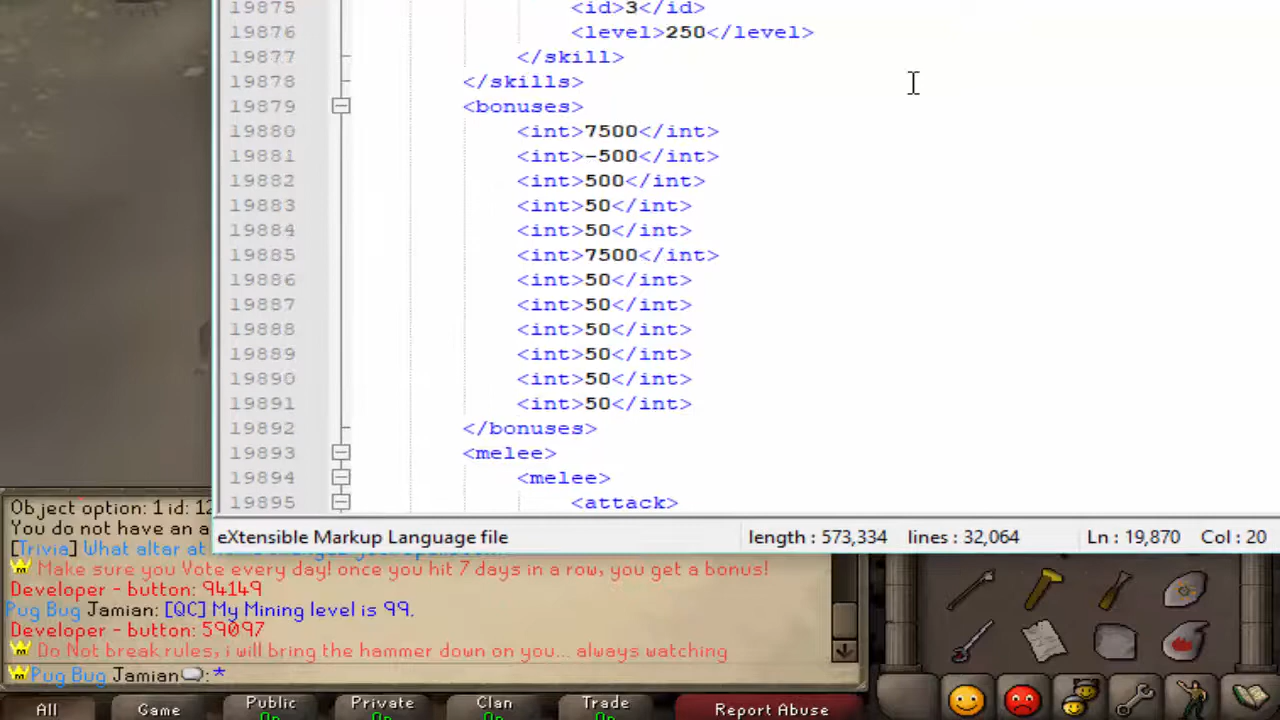 19875 <id>3</id>
19876 <level>250</level>
19877 </skill>
19878 </skills>
19879 <bonuses>
19880 <int>7500</int>
19881 <int>-500</int>
19882 <int>500</int>
19883 <int>50</int>
19884 <int>50</int>
19885 <int>7500</int>
19886 <int>50</int>
19887 <int>50</int>
19888 <int>50</int>
19889 <int>50</int>
19890 <int>50</int>
19891 <int>50</int>
19892 </bonuses>
19893 <melee>
19894 <melee>
19895 <attack>
eXtensible Markup Language file length : 573,334 lines : 32,064 Ln : 19,870 Col : 20
Object option: 1 id: 12
You do not have an a
[Trivia] What altar at
Make sure you Vote every day! once you hit 7 days in a row, you get a bonus!
Developer - button: 94149
Pug Bug Jamian: [QC] My Mining level is 99.
Developer - button: 59097
Do Not break rules, i will bring the hammer down on you... always watching
Pug Bug Jamian: *
All Game Public Private Clan Trade Report Abuse
On On On On